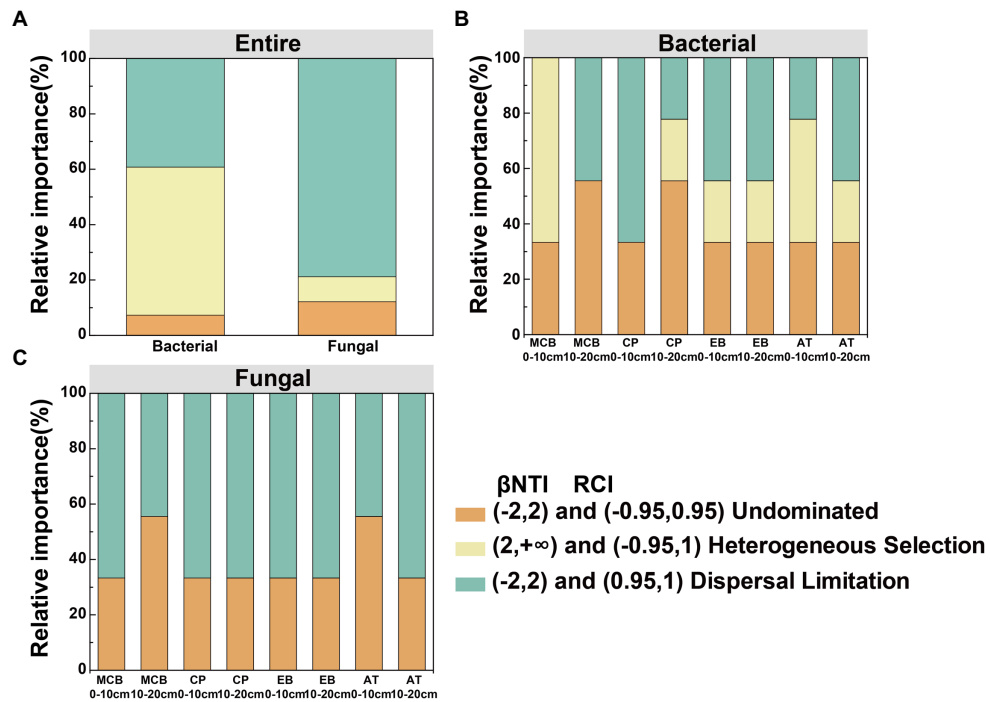 A
Entire
Relative importance(%)
100
80
60
40
20
0
Bacterial
Fungal
B
Bacterial
Relative importance(%)
100
80
60
40
20
0
MCB MCB CP CP EB EB AT AT
0-10cm 10-20cm 0-10cm 10-20cm 0-10cm 10-20cm 0-10cm 10-20cm
C
Fungal
Relative importance(%)
100
80
60
40
20
0
MCB MCB CP CP EB EB AT AT
0-10cm 10-20cm 0-10cm 10-20cm 0-10cm 10-20cm 0-10cm 10-20cm
βNTI RCI
(-2,2) and (-0.95,0.95) Undominated
(2,+∞) and (-0.95,1) Heterogeneous Selection
(-2,2) and (0.95,1) Dispersal Limitation